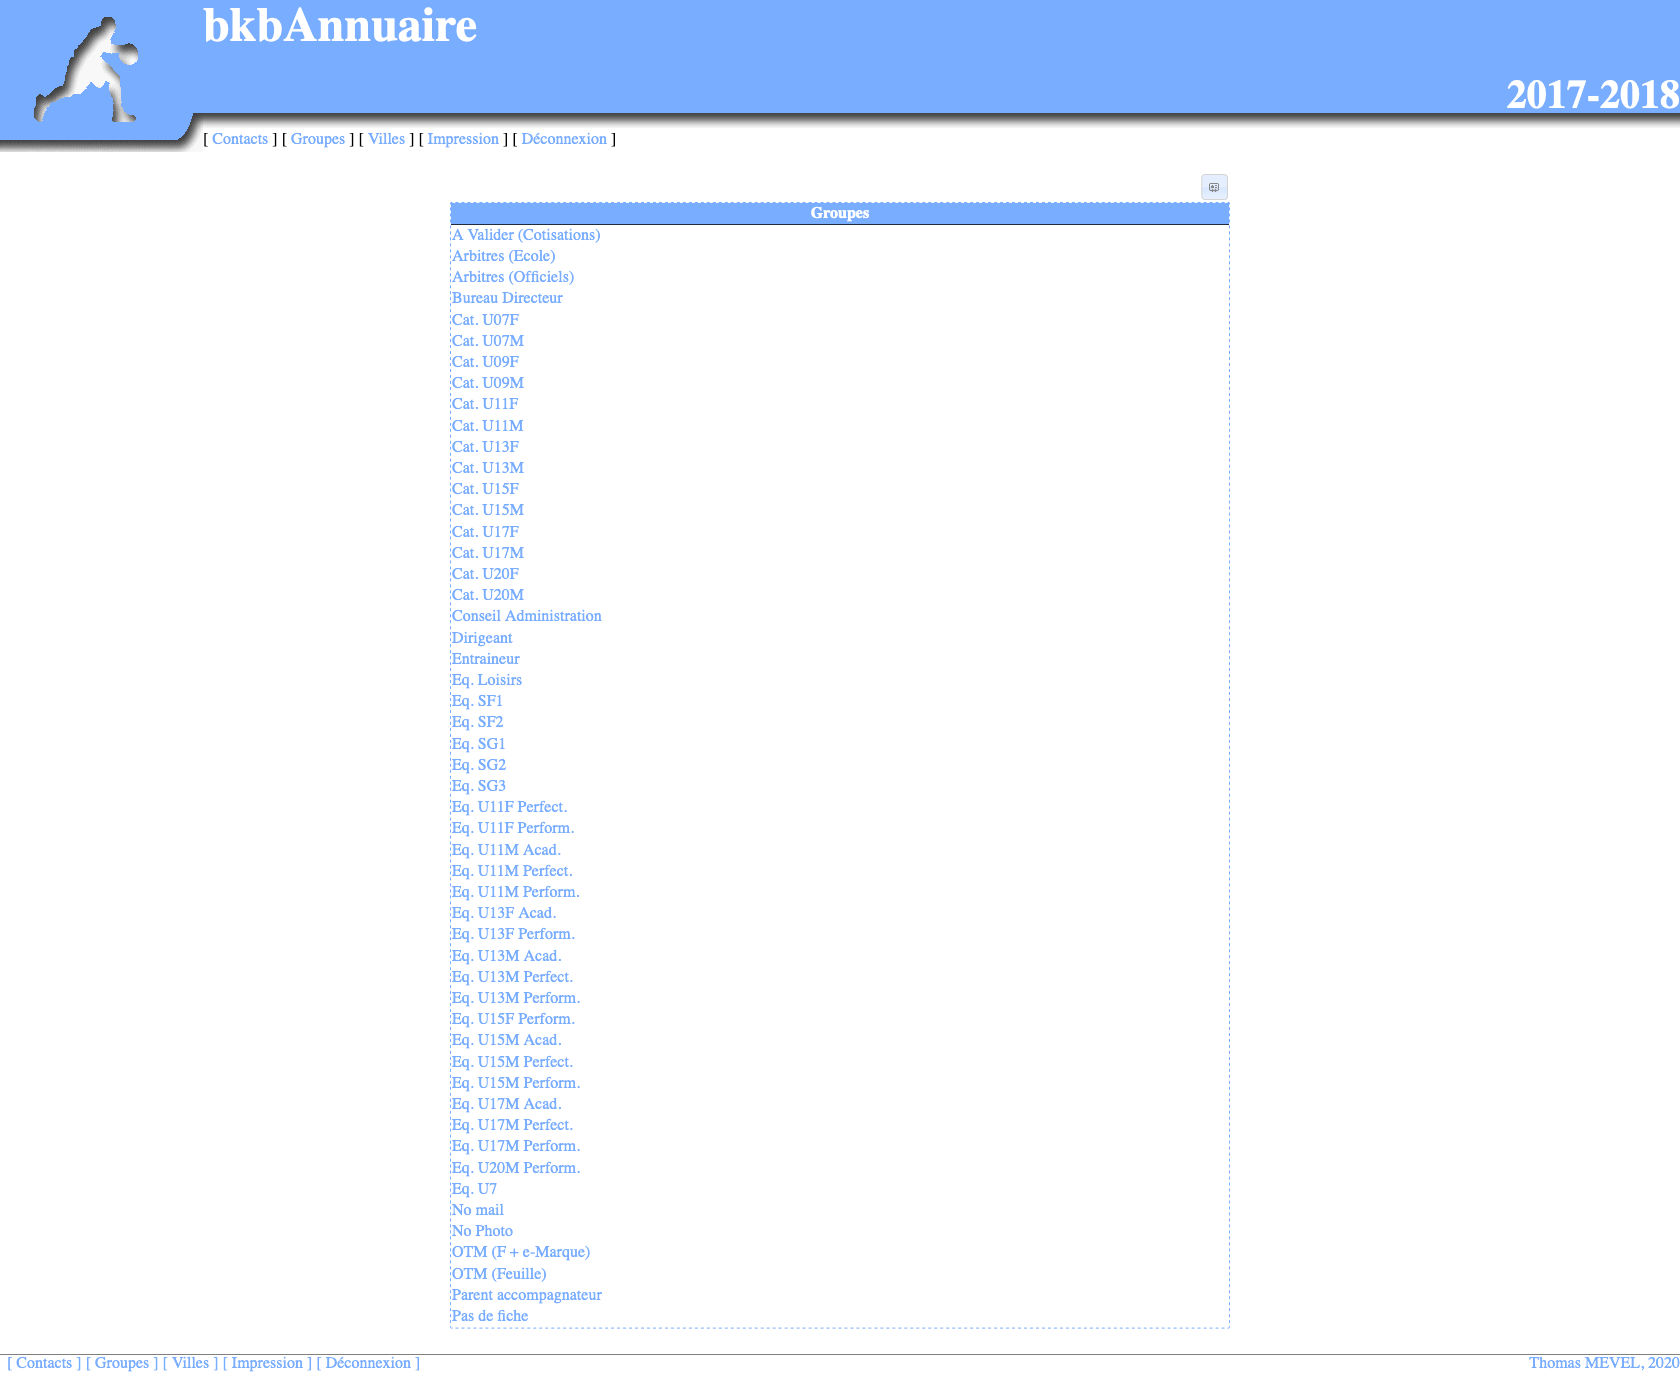 bkbAnnuaire
2017-2018
[ Contacts ] [ Groupes ] [ Villes ] [ Impression ] [ Déconnexion ]
Groupes
A Valider (Cotisations)
Arbitres (Ecole)
Arbitres (Officiels)
Bureau Directeur
Cat. U07F
Cat. U07M
Cat. U09F
Cat. U09M
Cat. U11F
Cat. U11M
Cat. U13F
Cat. U13M
Cat. U15F
Cat. U15M
Cat. U17F
Cat. U17M
Cat. U20F
Cat. U20M
Conseil Administration
Dirigeant
Entraineur
Eq. Loisirs
Eq. SF1
Eq. SF2
Eq. SG1
Eq. SG2
Eq. SG3
Eq. U11F Perfect.
Eq. U11F Perform.
Eq. U11M Acad.
Eq. U11M Perfect.
Eq. U11M Perform.
Eq. U13F Acad.
Eq. U13F Perform.
Eq. U13M Acad.
Eq. U13M Perfect.
Eq. U13M Perform.
Eq. U15F Perform.
Eq. U15M Acad.
Eq. U15M Perfect.
Eq. U15M Perform.
Eq. U17M Acad.
Eq. U17M Perfect.
Eq. U17M Perform.
Eq. U20M Perform.
Eq. U7
No mail
No Photo
OTM (F + e-Marque)
OTM (Feuille)
Parent accompagnateur
Pas de fiche
[ Contacts ] [ Groupes ] [ Villes ] [ Impression ] [ Déconnexion ]
Thomas MEVEL, 2020